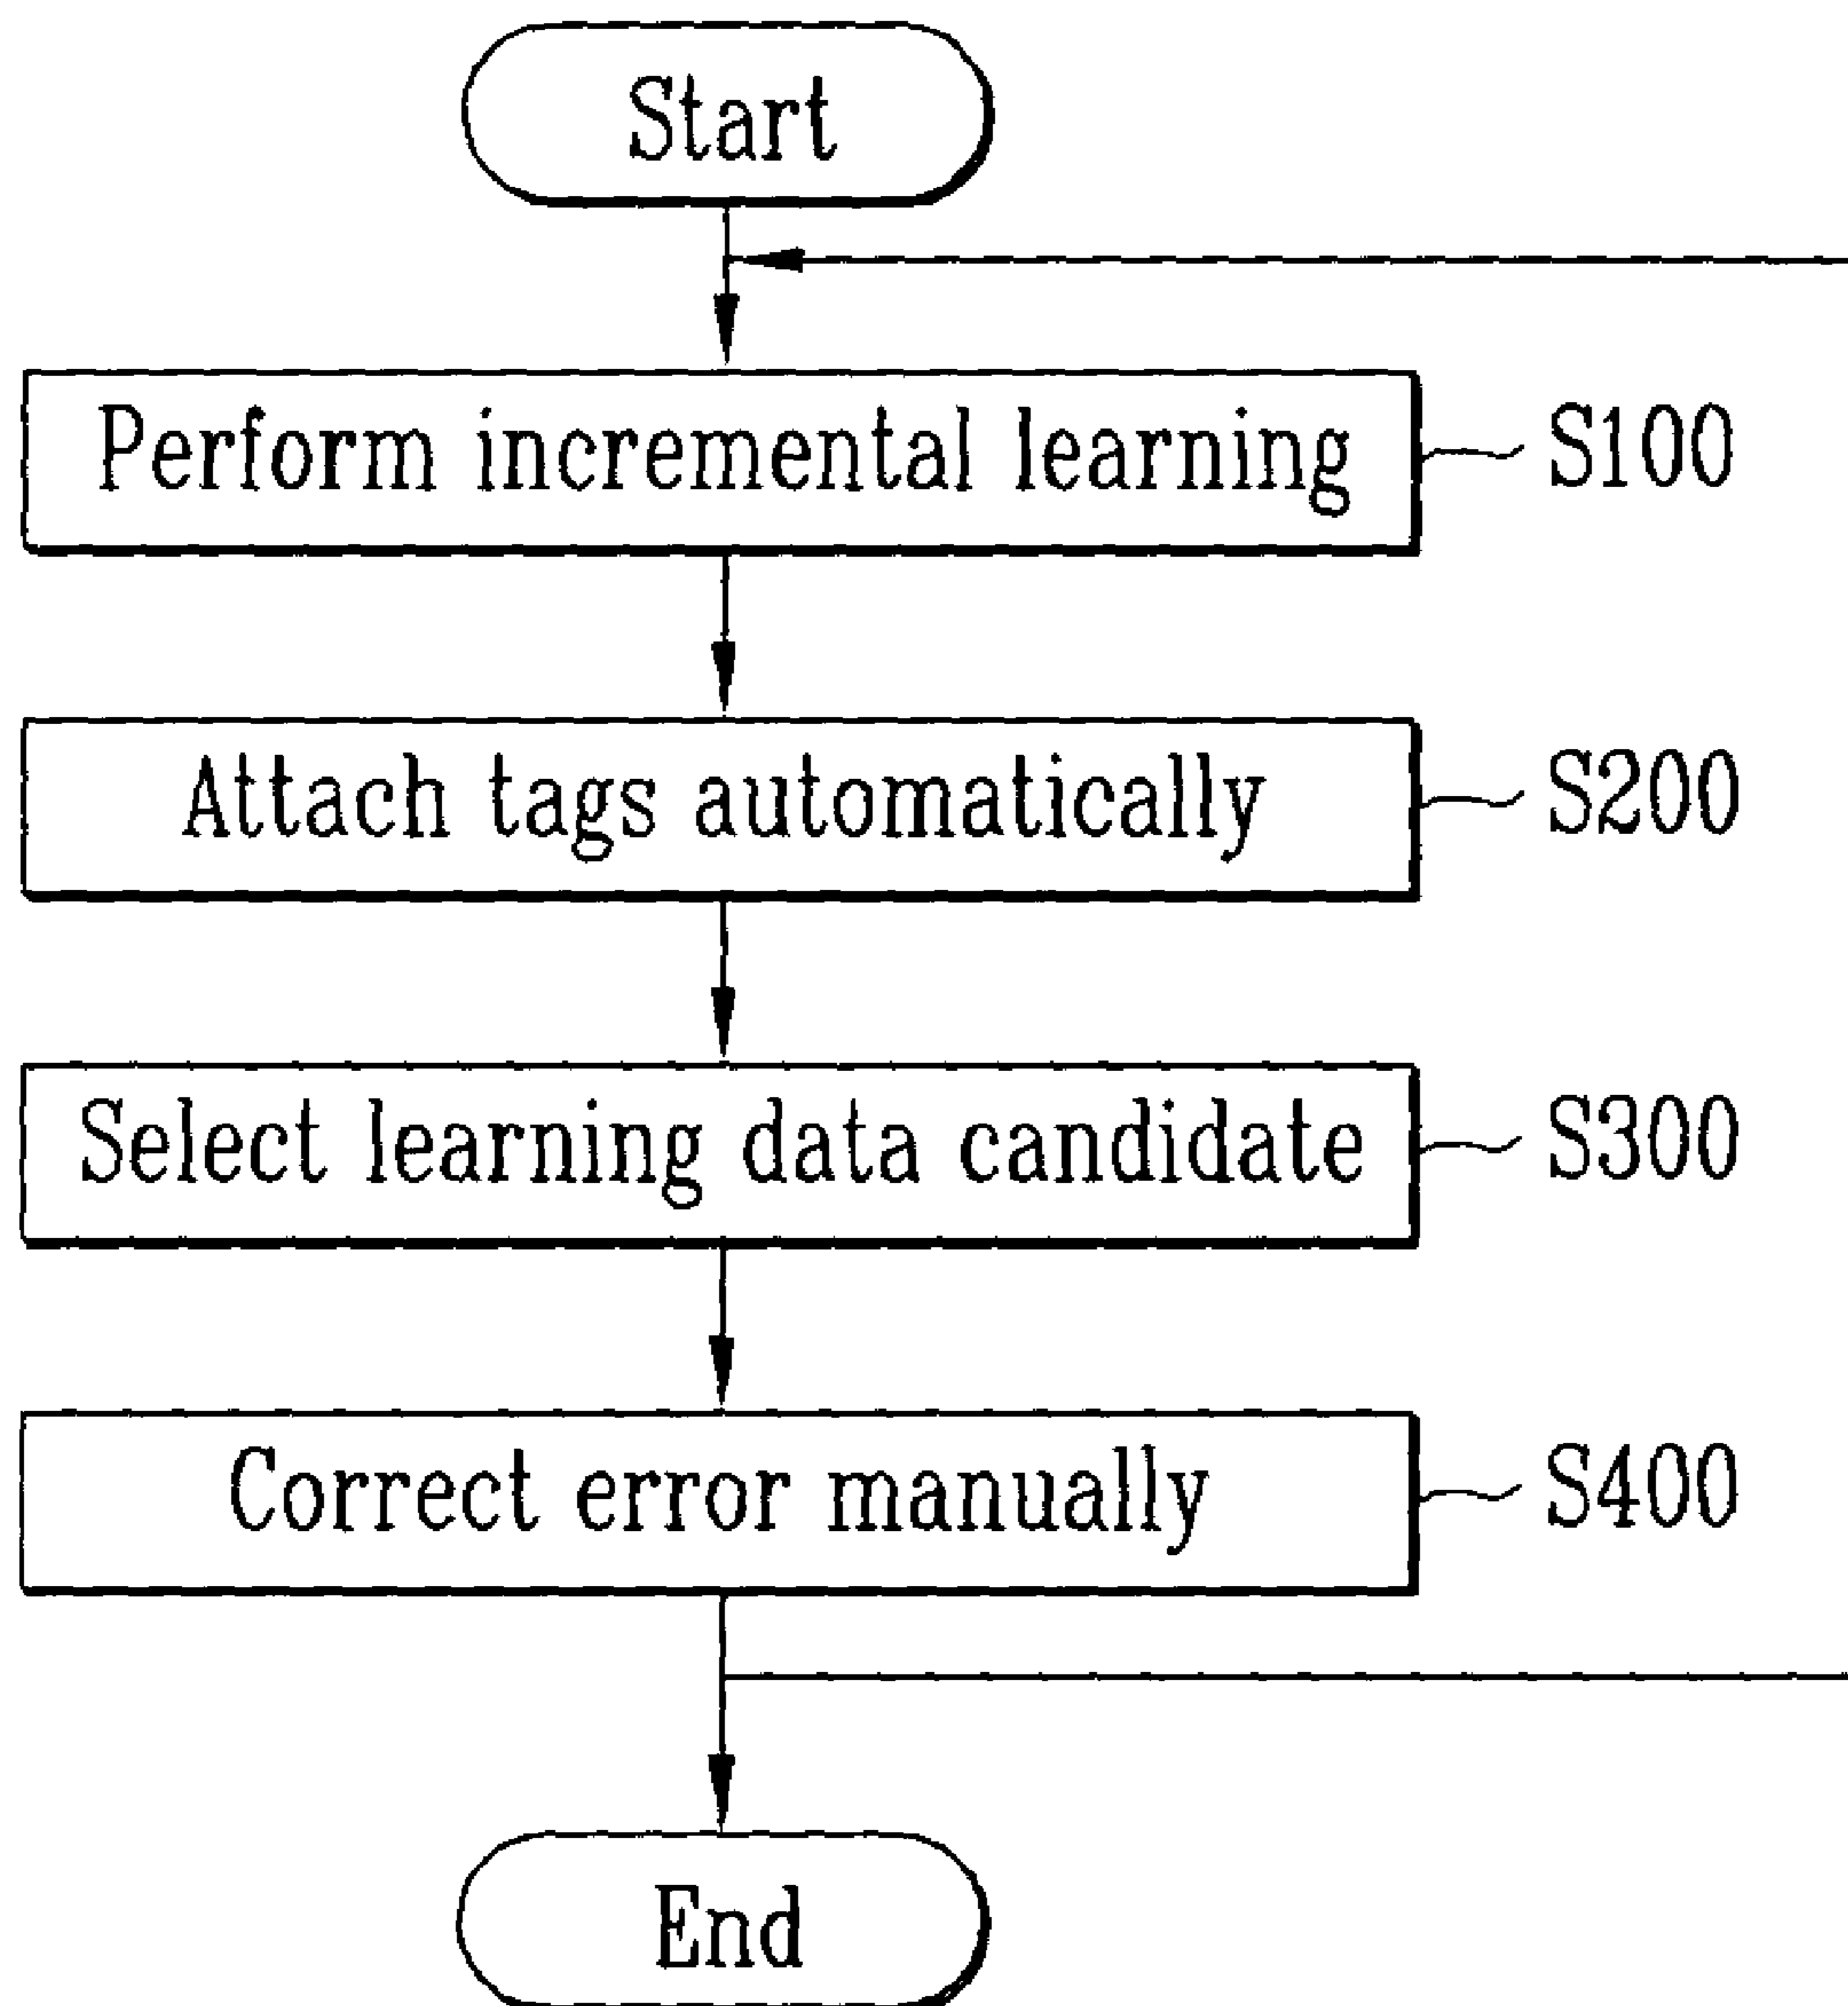 Start
Perform incremental learning S100
Attach tags automatically S200
Select learning data candidate S300
Correct error manually S400
End